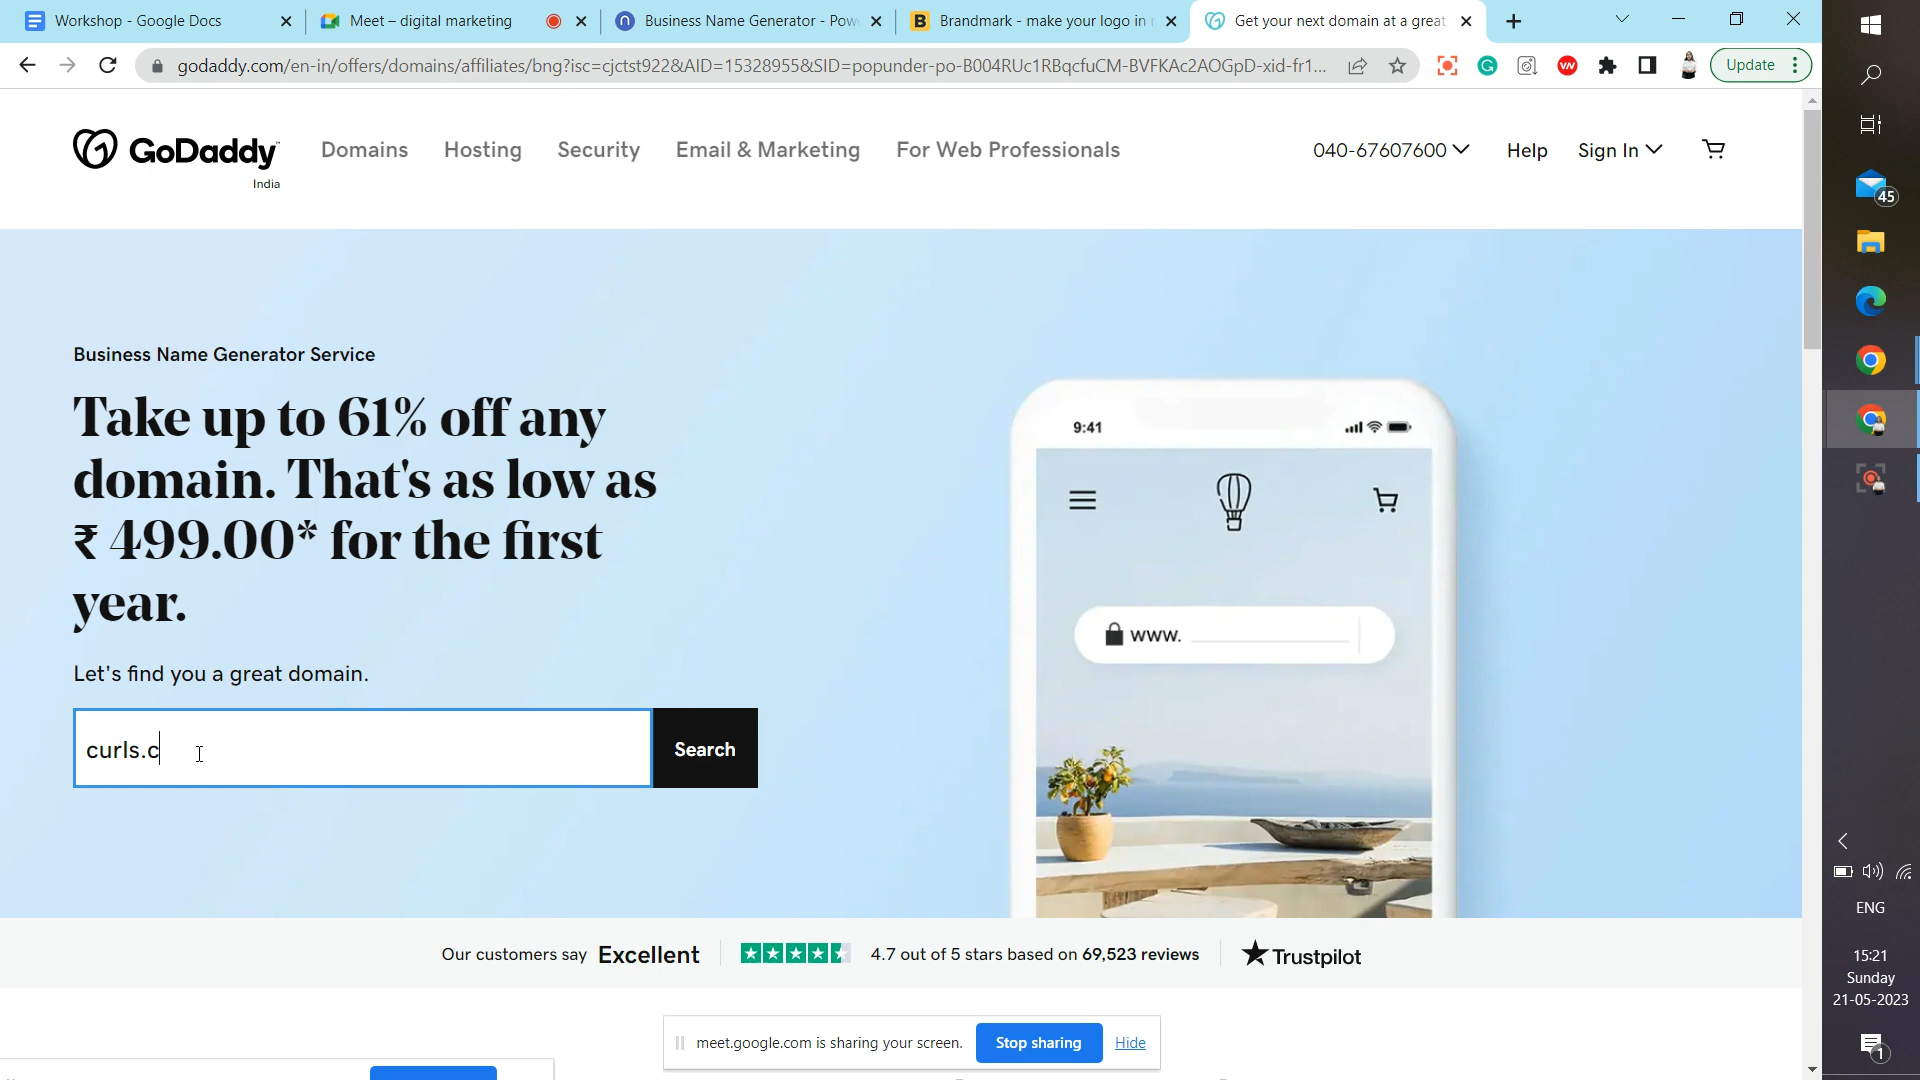 Workshop - Google Docs
Meet – digital marketing
Business Name Generator - Pow
Brandmark - make your logo in
Get your next domain at a great
godaddy.com/en-in/offers/domains/affiliates/bng?isc=cjctst922&AID=15328955&SID=popunder-po-B004RUc1RBqcfuCM-BVFKAc2AOGpD-xid-fr1...
Update
GoDaddy
India
Domains
Hosting
Security
Email & Marketing
For Web Professionals
040-67607600
Help
Sign In
Business Name Generator Service
Take up to 61% off any
domain. That's as low as
₹ 499.00* for the first
year.
Let's find you a great domain.
curls.c
Search
9:41
www.
Our customers say Excellent
4.7 out of 5 stars based on 69,523 reviews
Trustpilot
meet.google.com is sharing your screen.
Stop sharing
Hide
45
ENG
15:21
Sunday
21-05-2023
1